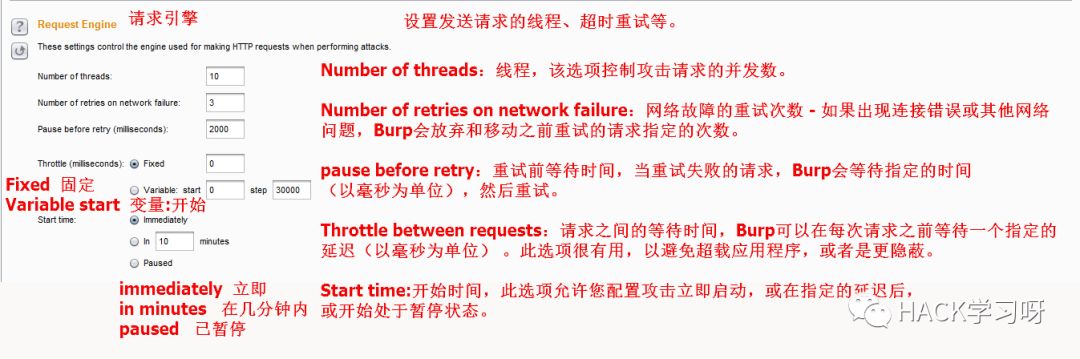 Request Engine 请求引擎
设置发送请求的线程、超时重试等。
These settings control the engine used for making HTTP requests when performing attacks.
Number of threads: 10
Number of retries on network failure: 3
Pause before retry (miliseconds): 2000
Throttle (miliseconds): Fixed 0
Variable: start 0 step 30000
Fixed 固定
Variable start 变量:开始
Start time: Immediately
In 10 minutes
Paused
immediately 立即
in minutes 在几分钟内
paused 已暂停
Number of threads：线程，该选项控制攻击请求的并发数。
Number of retries on network failure：网络故障的重试次数 - 如果出现连接错误或其他网络
问题，Burp会放弃和移动之前重试的请求指定的次数。
pause before retry：重试前等待时间，当重试失败的请求，Burp会等待指定的时间
（以毫秒为单位），然后重试。
Throttle between requests：请求之间的等待时间，Burp可以在每次请求之前等待一个指定的
延迟（以毫秒为单位） 。此选项很有用，以避免超载应用程序，或者是更隐蔽。
Start time:开始时间，此选项允许您配置攻击立即启动，或在指定的延迟后，
或开始处于暂停状态。
HACK学习呀